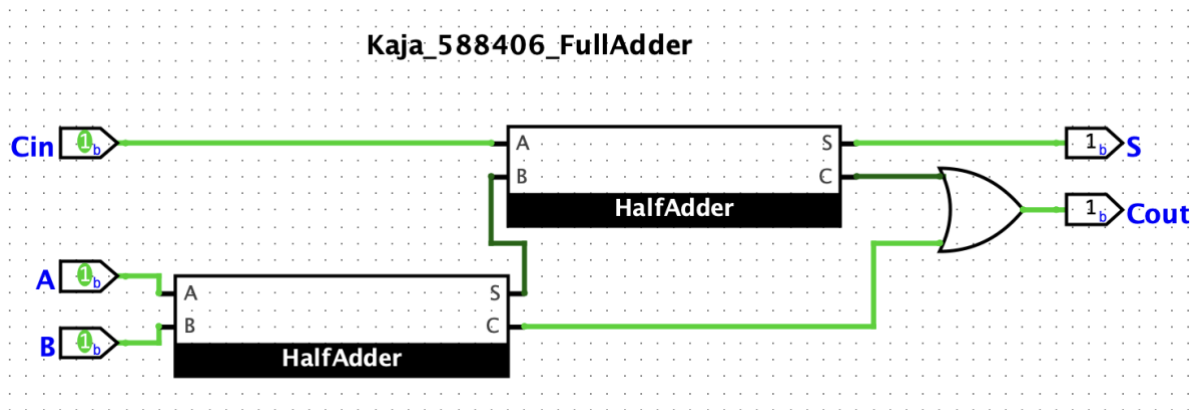 Kaja_588406_FullAdder
Cin 1b
A S 1b S
B C
HalfAdder
1b Cout
A 1b
A S
B 1b
B C
HalfAdder